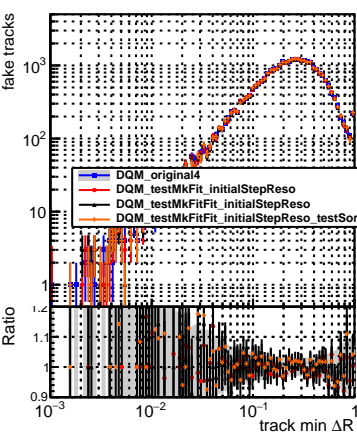 fake tracks
10³
10²
10
1
DQM_original4
DQM_testMkFit_initialStepReso
DQM_testMkFitFit_initialStepReso
DQM_testMkFitFit_initialStepReso_testSor
Ratio
1.2
1.1
1
0.9
10⁻³ 10⁻² 10⁻¹ 1
track min ΔR